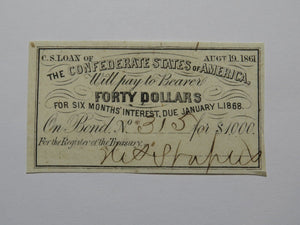 C.S. LOAN OF AUGT 19. 1861
THE CONFEDERATE STATES OF AMERICA,
Will pay to Bearer
FORTY DOLLARS
FOR SIX MONTHS' INTEREST, DUE JANUARY 1, 1868.
On Bond, No. for $1000.
For the Register of the Treasury